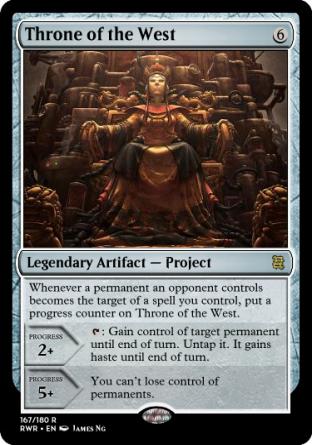 Throne of the West 6
Legendary Artifact — Project
Whenever a permanent an opponent controls
becomes the target of a spell you control, put a
progress counter on Throne of the West.
PROGRESS
2+
: Gain control of target permanent
until end of turn. Untap it. It gains
haste until end of turn.
PROGRESS
5+
You can't lose control of
permanents.
167/180 R
RWR • EN James Ng